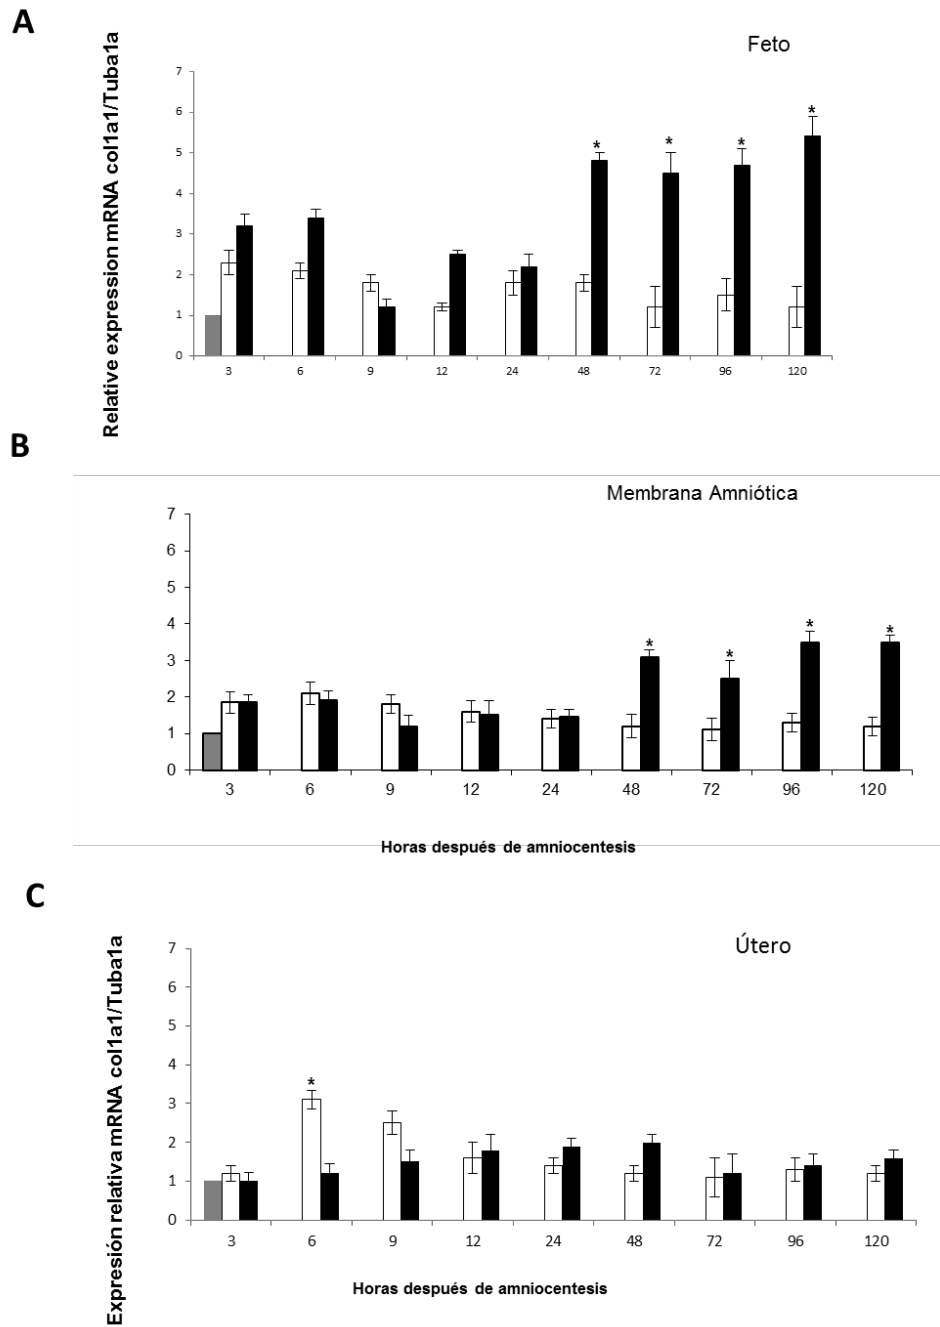 A
Feto
Relative expression mRNA col1a1/Tuba1a
7
6
5
4
3
2
1
0
* * * *
3 6 9 12 24 48 72 96 120
B
Membrana Amniótica
7
6
5
4
3
2
1
0
* * * *
3 6 9 12 24 48 72 96 120
Horas después de amniocentesis
C
Útero
Expresión relativa mRNA col1a1/Tuba1a
7
6
5
4
3
2
1
0
*
3 6 9 12 24 48 72 96 120
Horas después de amniocentesis